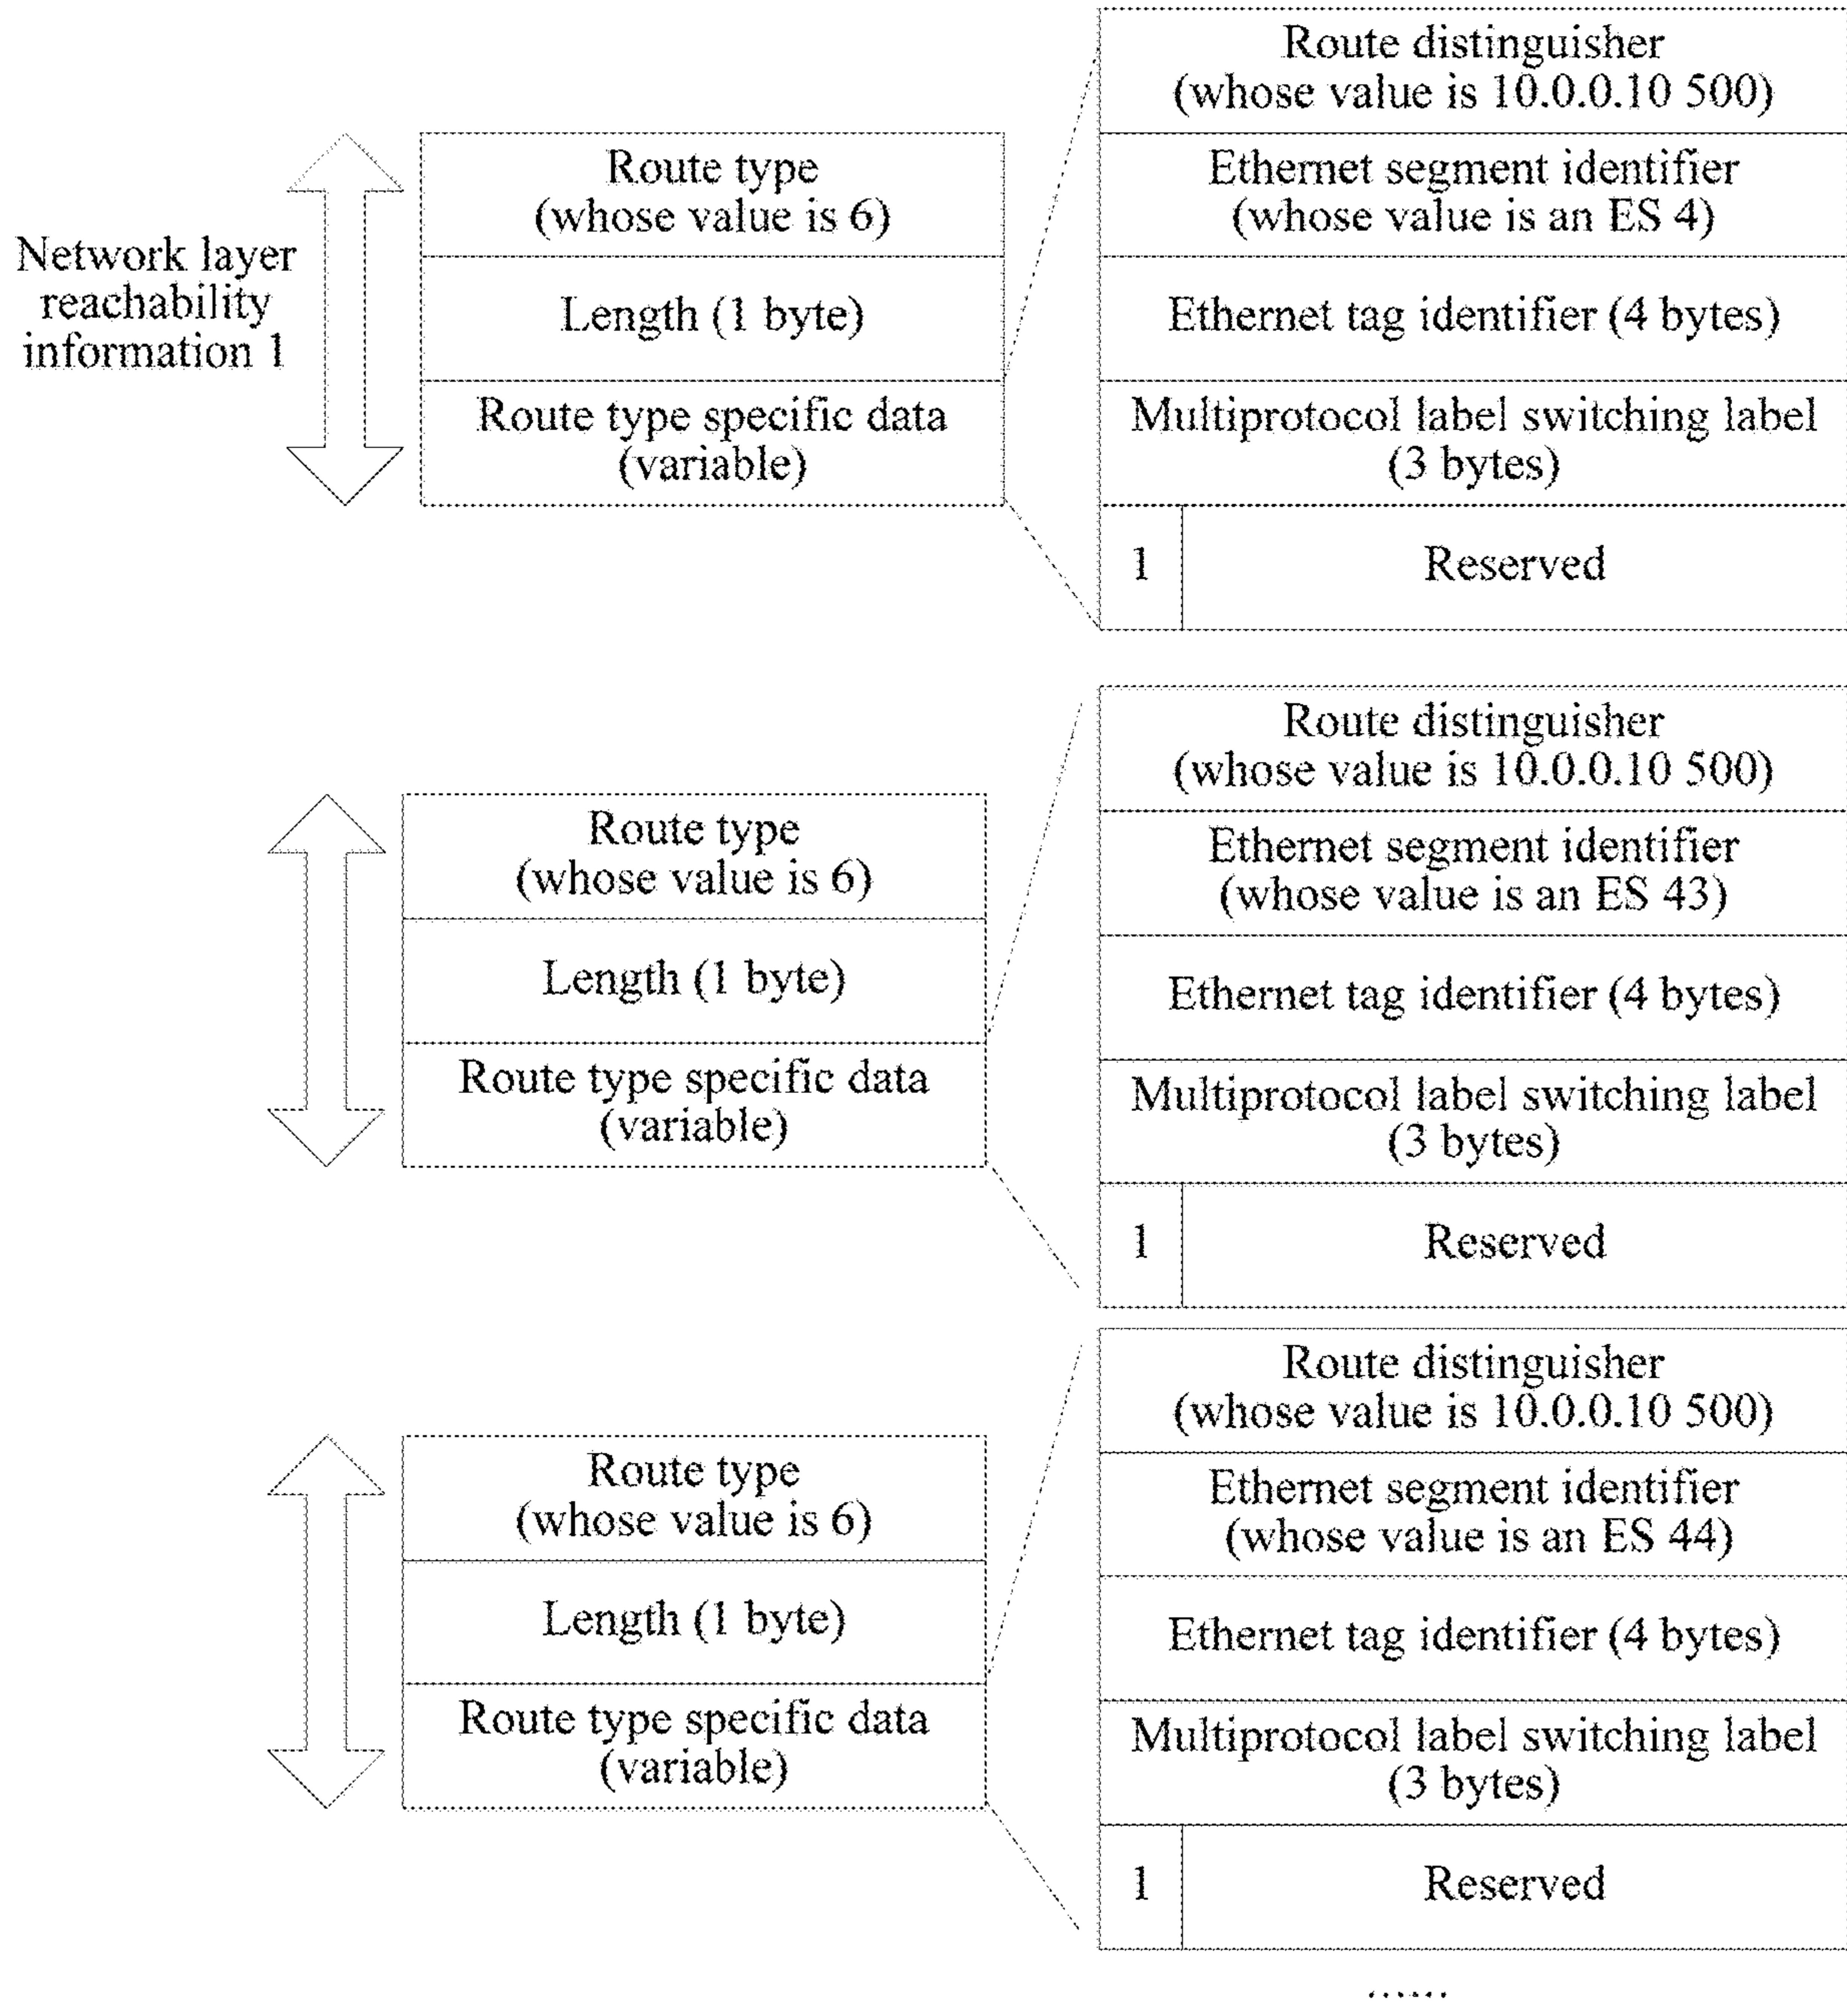 Network layer
reachability
information 1
Route type
(whose value is 6)
Length (1 byte)
Route type specific data
(variable)
Route distinguisher
(whose value is 10.0.0.10 500)
Ethernet segment identifier
(whose value is an ES 4)
Ethernet tag identifier (4 bytes)
Multiprotocol label switching label
(3 bytes)
1 Reserved
Route type
(whose value is 6)
Length (1 byte)
Route type specific data
(variable)
Route distinguisher
(whose value is 10.0.0.10 500)
Ethernet segment identifier
(whose value is an ES 43)
Ethernet tag identifier (4 bytes)
Multiprotocol label switching label
(3 bytes)
1 Reserved
Route type
(whose value is 6)
Length (1 byte)
Route type specific data
(variable)
Route distinguisher
(whose value is 10.0.0.10 500)
Ethernet segment identifier
(whose value is an ES 44)
Ethernet tag identifier (4 bytes)
Multiprotocol label switching label
(3 bytes)
1 Reserved
......